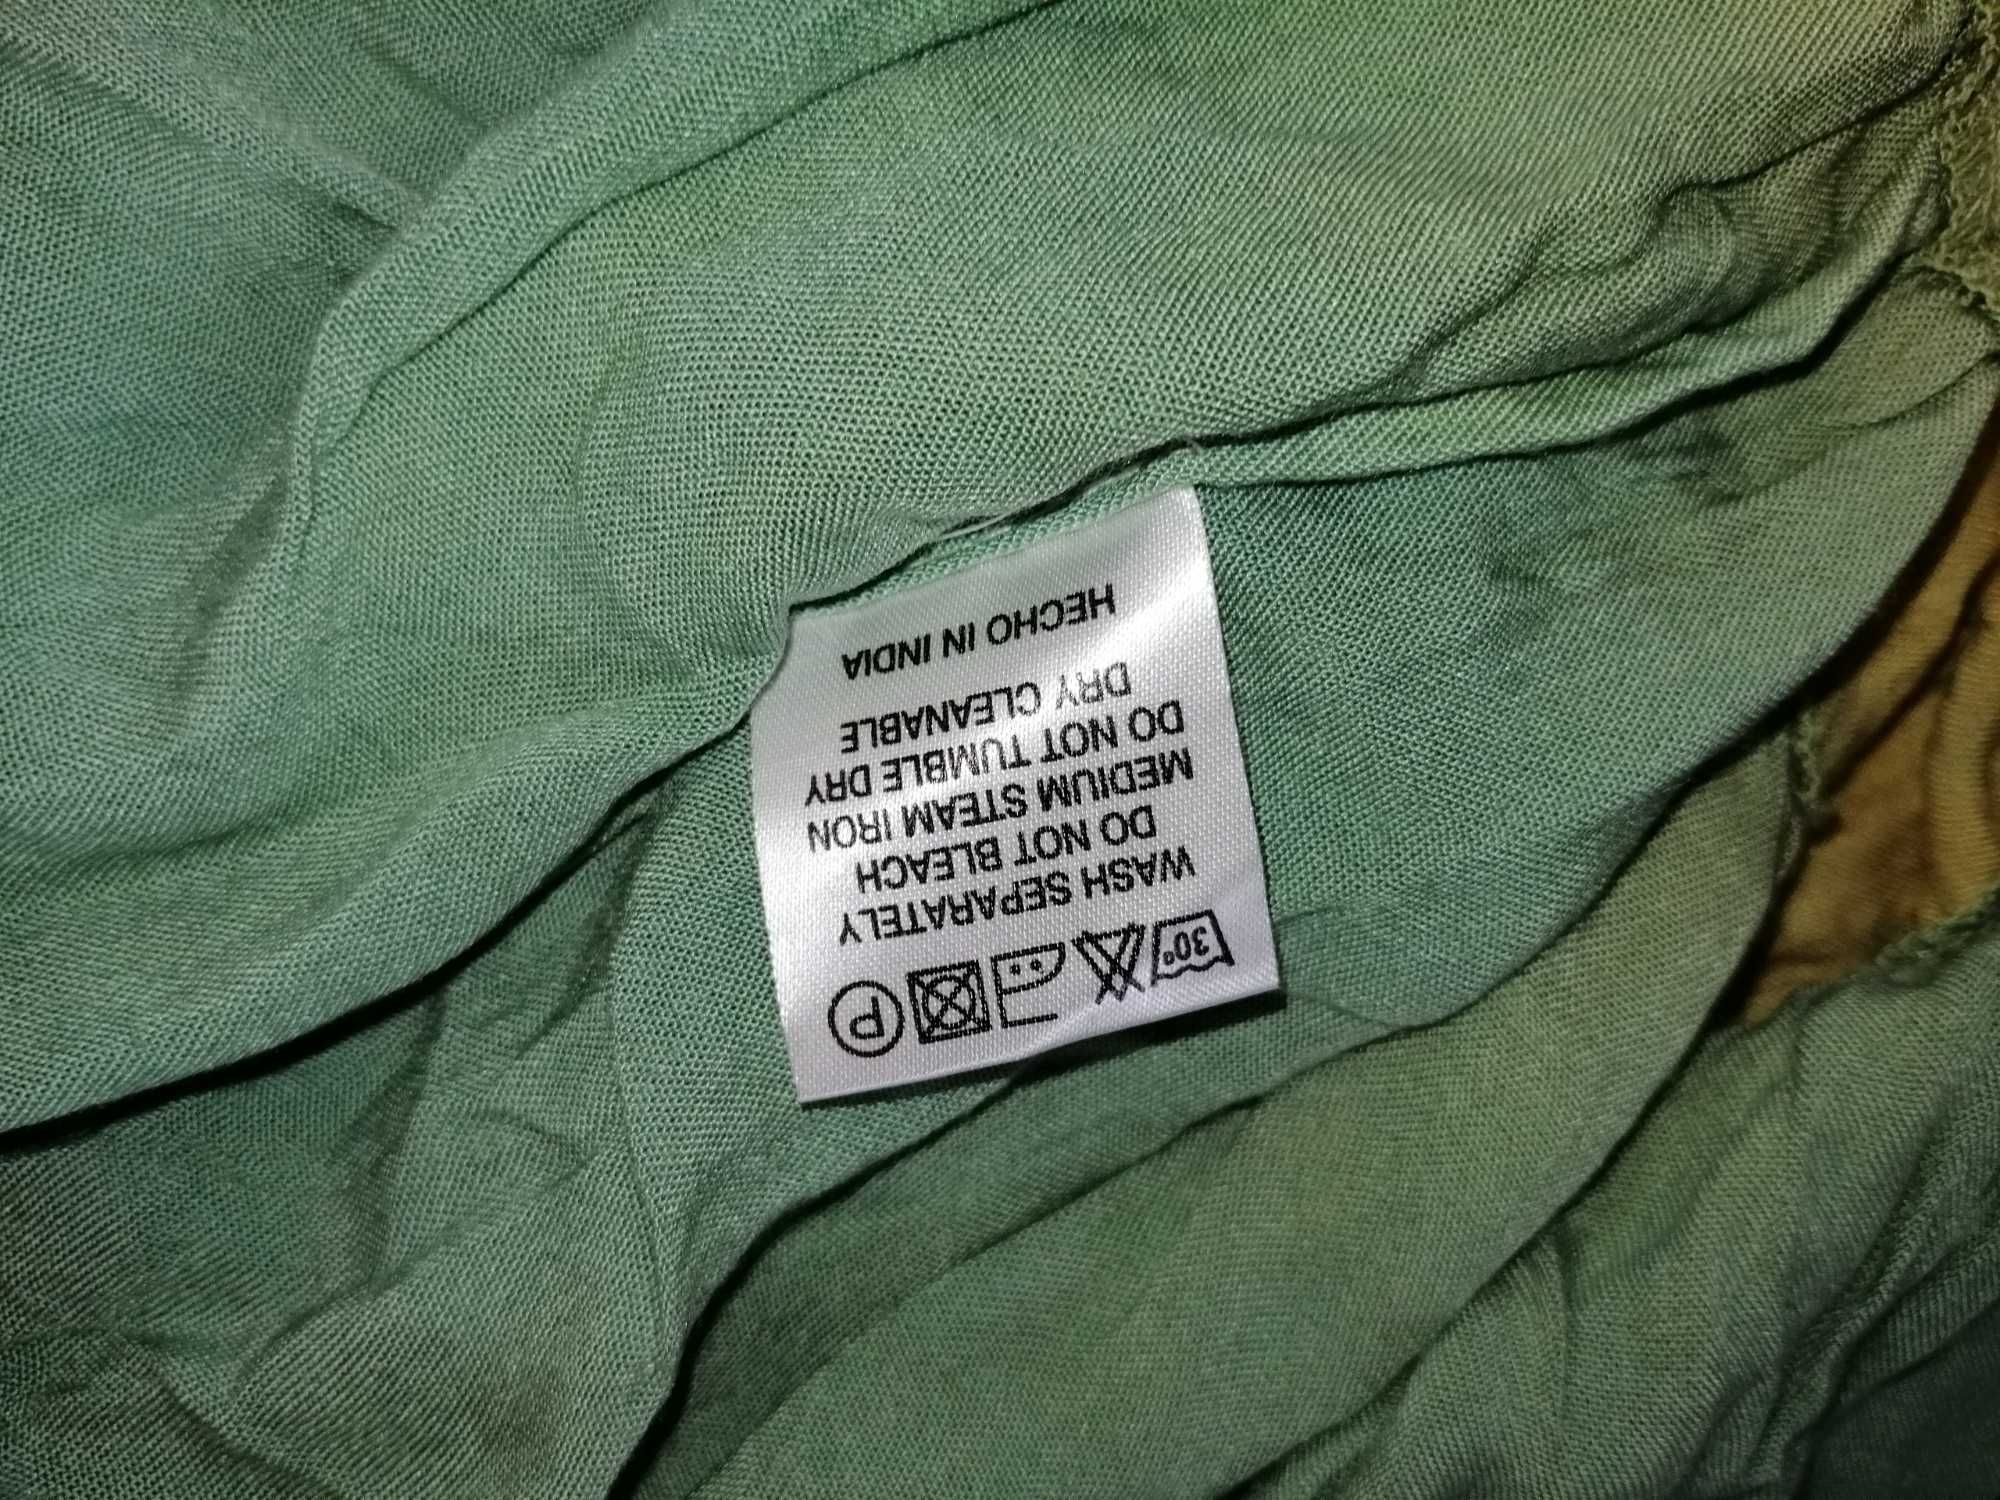 30°
P
WASH SEPARATELY
DO NOT BLEACH
MEDIUM STEAM IRON
DO NOT TUMBLE DRY
DRY CLEANABLE
HECHO IN INDIA